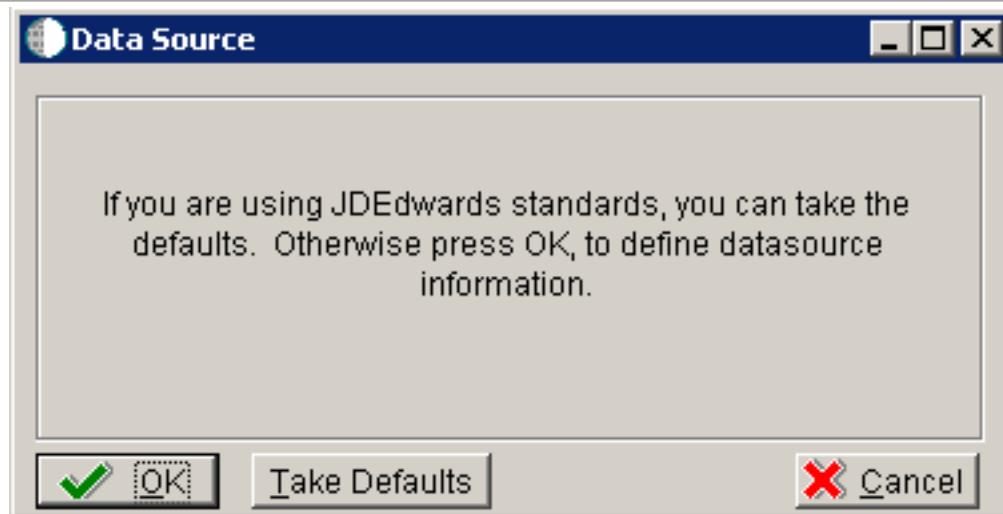 Data Source
If you are using JDEdwards standards, you can take the
defaults. Otherwise press OK, to define datasource
information.
OK
Take Defaults
Cancel